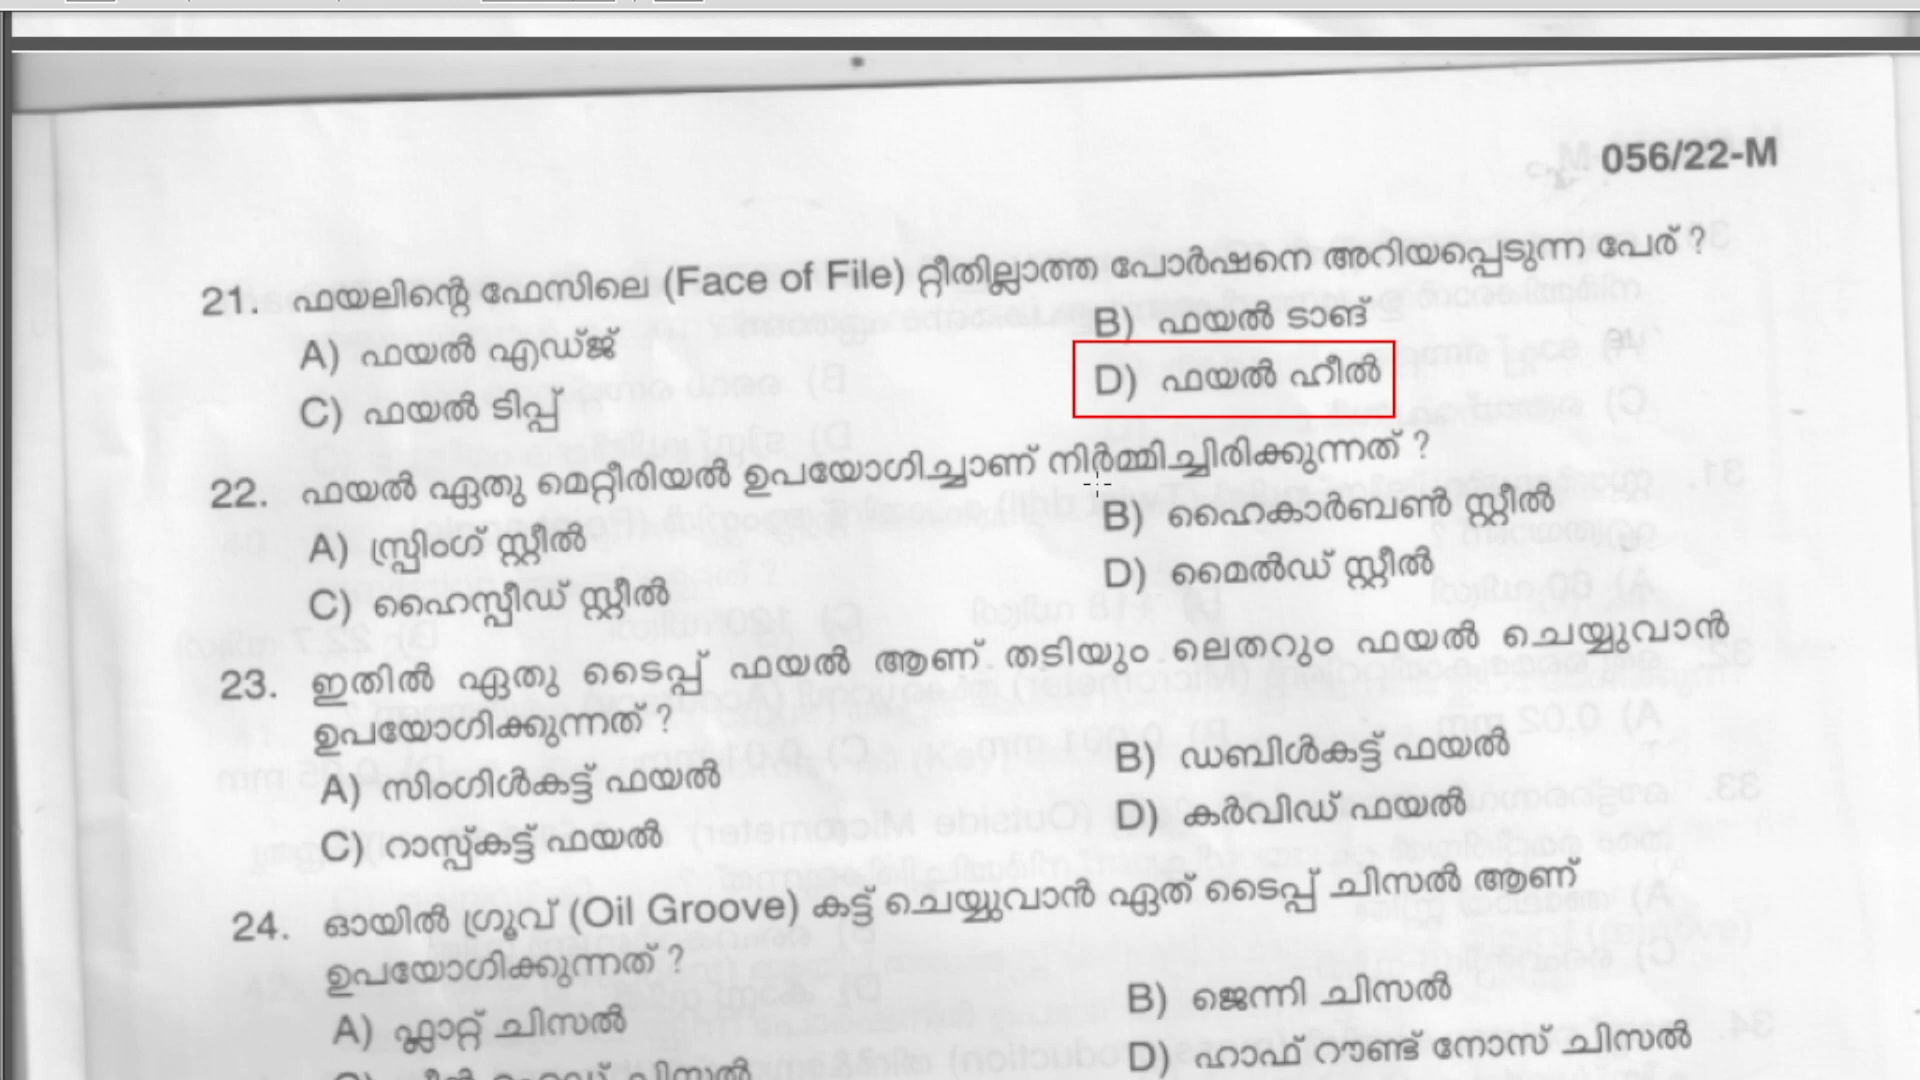 056/22-M
21. ഫയലിന്റെ ഫേസിലെ (Face of File) റ്റീതില്ലാത്ത പോർഷനെ അറിയപ്പെടുന്ന പേര് ?
A) ഫയൽ എഡ്ജ് B) ഫയൽ ടാങ്
C) ഫയൽ ടിപ്പ് D) ഫയൽ ഹീൽ
22. ഫയൽ ഏതു മെറ്റീരിയൽ ഉപയോഗിച്ചാണ് നിർമ്മിച്ചിരിക്കുന്നത് ?
A) സ്പ്രിംഗ് സ്റ്റീൽ B) ഹൈകാർബൺ സ്റ്റീൽ
C) ഹൈസ്പീഡ് സ്റ്റീൽ D) മൈൽഡ് സ്റ്റീൽ
23. ഇതിൽ ഏതു ടൈപ്പ് ഫയൽ ആണ് തടിയും ലെതറും ഫയൽ ചെയ്യുവാൻ
ഉപയോഗിക്കുന്നത് ?
A) സിംഗിൾകട്ട് ഫയൽ B) ഡബിൾകട്ട് ഫയൽ
C) റാസ്പ്കട്ട് ഫയൽ D) കർവിഡ് ഫയൽ
24. ഓയിൽ ഗ്രൂവ് (Oil Groove) കട്ട് ചെയ്യുവാൻ ഏത് ടൈപ്പ് ചിസൽ ആണ്
ഉപയോഗിക്കുന്നത് ?
A) ഫ്ലാറ്റ് ചിസൽ B) ജെന്നി ചിസൽ
D) ഹാഫ് റൗണ്ട് നോസ് ചിസൽ